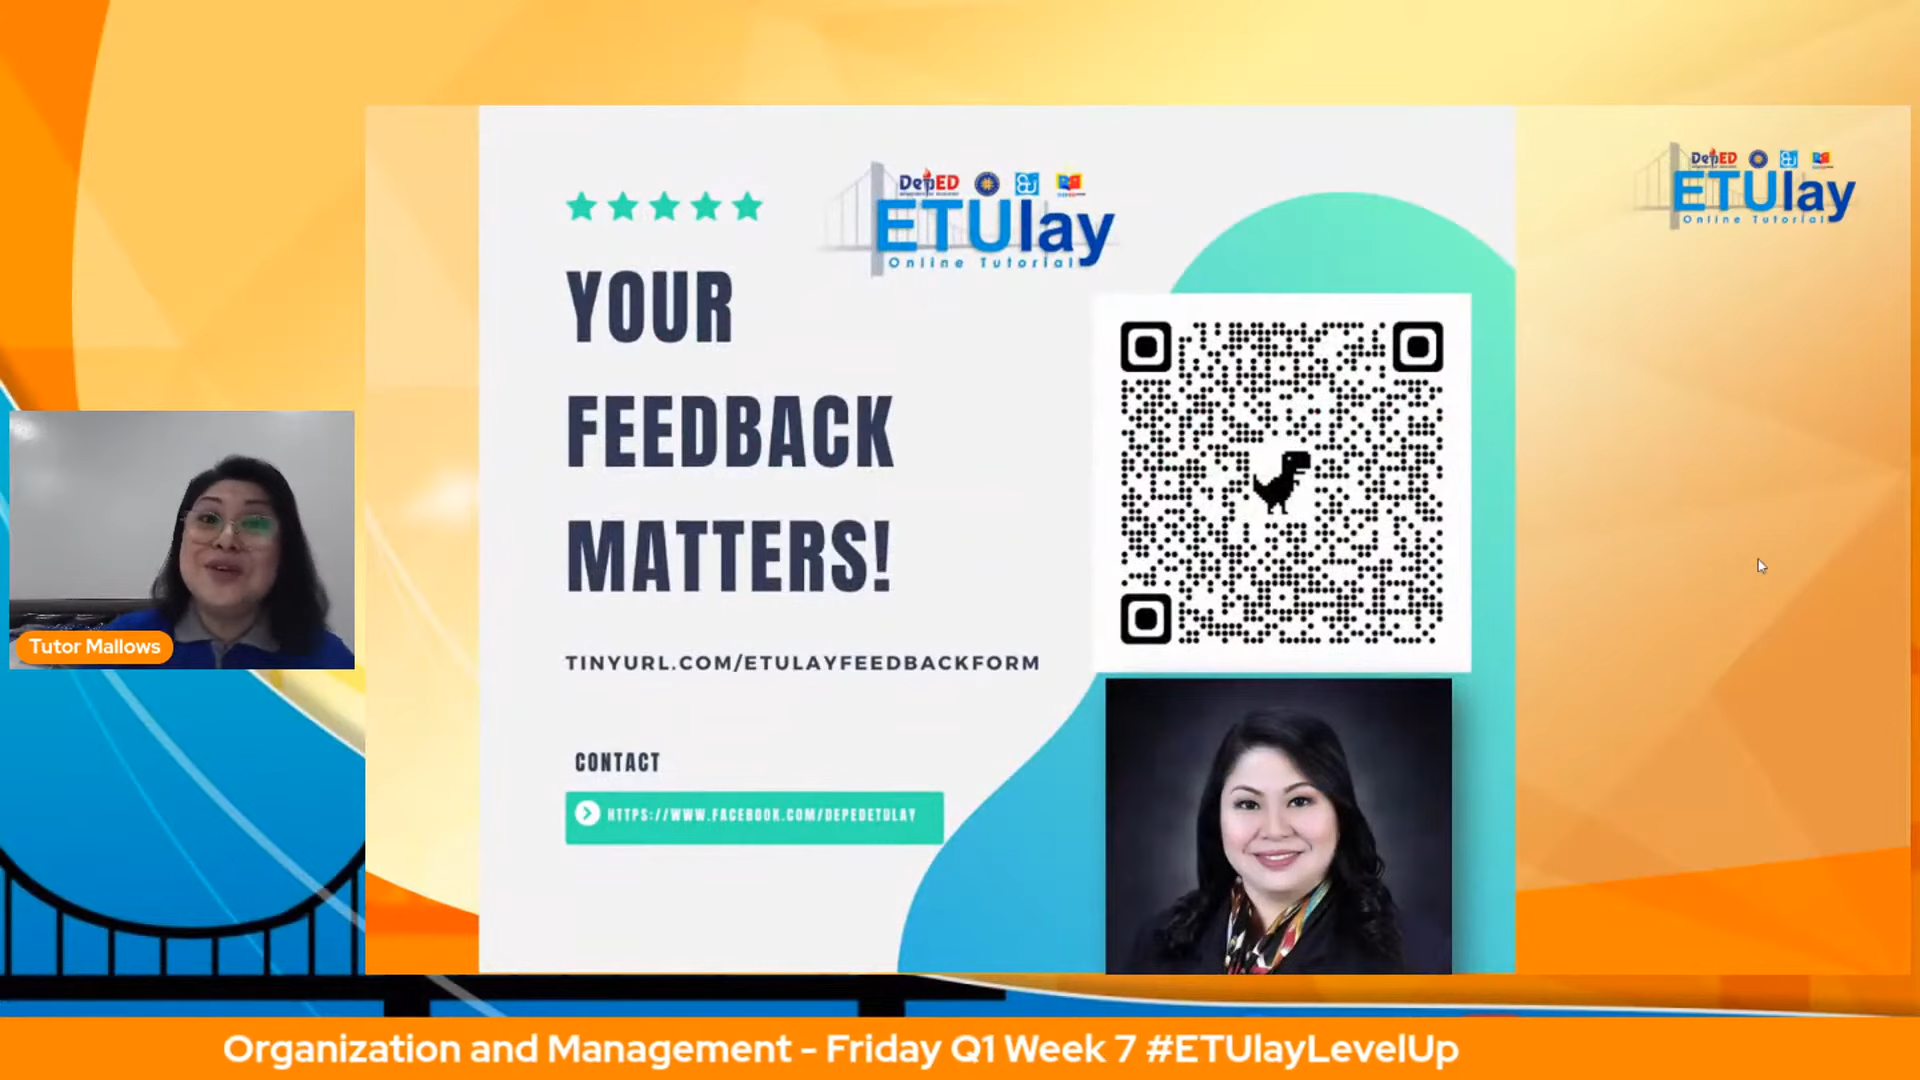 DepED
ETUlay
Online Tutorial
DepED
ETUlay
Online Tutorial
YOUR
FEEDBACK
MATTERS!
TINYURL.COM/ETULAYFEEDBACKFORM
CONTACT
HTTPS://WWW.FACEBOOK.COM/DEPEDETULAY
Tutor Mallows
Organization and Management - Friday Q1 Week 7 #ETUlayLevelUp